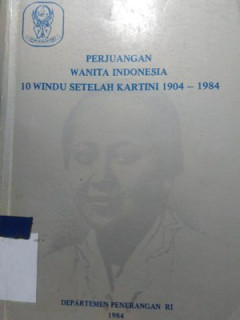 PERJUANGAN
WANITA INDONESIA
10 WINDU SETELAH KARTINI 1904 – 1984
DEPARTEMEN PENERANGAN RI
1984